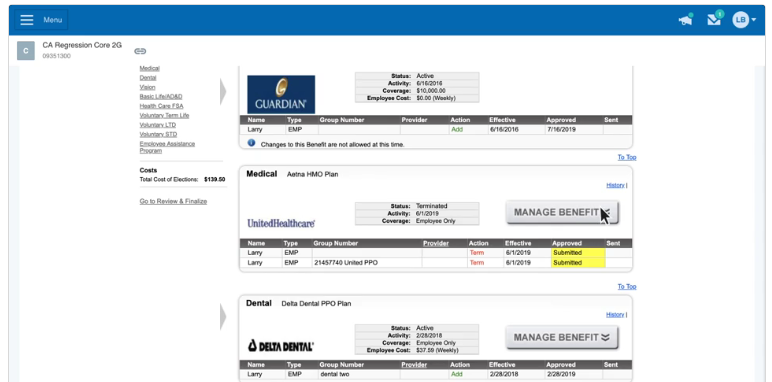 Menu
1
LB
C
CA Regression Core 2G
09351300
Medical
Dental
Vision
Basic Life/AD&D
Health Care FSA
Voluntary Term Life
Voluntary LTD
Voluntary STD
Employee Assistance
Program
Costs
Total Cost of Elections: $139.50
Go to Review & Finalize
GUARDIAN
Status: Active
Activity: 6/16/2016
Coverage: $10,000.00
Employee Cost: $0.00 (Weekly)
Name Type Group Number Provider Action Effective Approved Sent
Larry EMP Add 6/16/2016 7/16/2019
Changes to this Benefit are not allowed at this time.
To Top
Medical Aetna HMO Plan
History |
UnitedHealthcare
Status: Terminated
Activity: 6/1/2019
Coverage: Employee Only
MANAGE BENEFIT
Name Type Group Number Provider Action Effective Approved Sent
Larry EMP Term 6/1/2019 Submitted
Larry EMP 21457740 United PPO Term 6/1/2019 Submitted
To Top
Dental Delta Dental PPO Plan
History |
DELTA DENTAL
Status: Active
Activity: 2/28/2018
Coverage: Employee Only
Employee Cost: $37.59 (Weekly)
MANAGE BENEFIT
Name Type Group Number Provider Action Effective Approved Sent
Larry EMP dental two Add 2/28/2018 2/28/2019